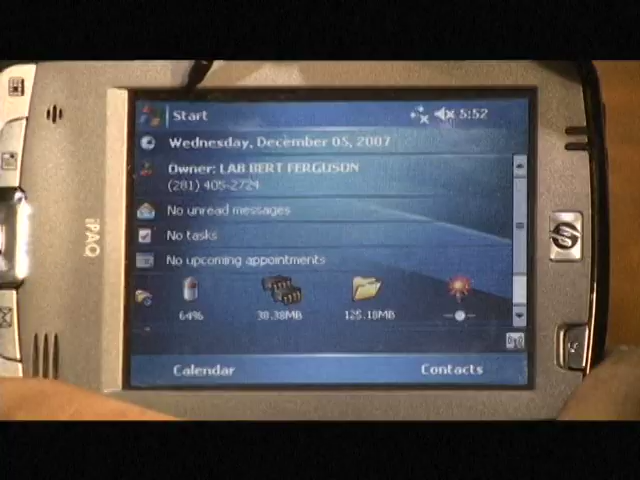 Start 5:52
Wednesday, December 05, 2007
Owner: LAB BERT FERGUSON
(281) 405-2724
No unread messages
No tasks
No upcoming appointments
64% 38.38MB 125.18MB
Calendar Contacts
iPAQ
hp